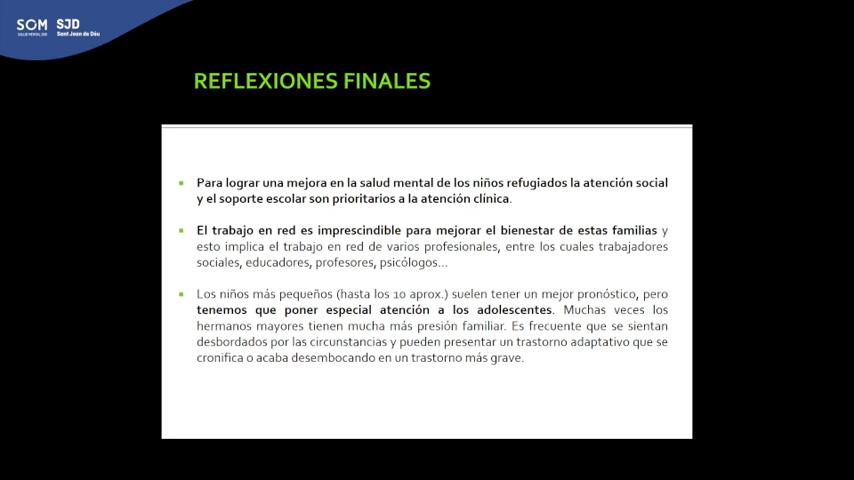 SOM
SALUD MENTAL 360
SJD
Sant Joan de Déu
REFLEXIONES FINALES
Para lograr una mejora en la salud mental de los niños refugiados la atención social
y el soporte escolar son prioritarios a la atención clínica.
El trabajo en red es imprescindible para mejorar el bienestar de estas familias y
esto implica el trabajo en red de varios profesionales, entre los cuales trabajadores
sociales, educadores, profesores, psicólogos...
Los niños más pequeños (hasta los 10 aprox.) suelen tener un mejor pronóstico, pero
tenemos que poner especial atención a los adolescentes. Muchas veces los
hermanos mayores tienen mucha más presión familiar. Es frecuente que se sientan
desbordados por las circunstancias y pueden presentar un trastorno adaptativo que se
cronifica o acaba desembocando en un trastorno más grave.